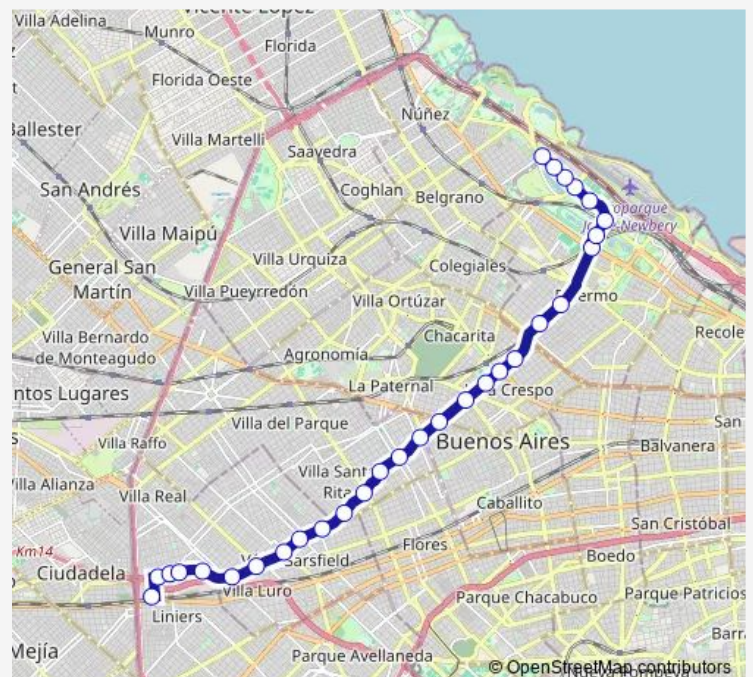 Villa Adelina
Munro
Florida
Florida Oeste
Núñez
Ballester
Villa Martelli
Saavedra
San Andrés
Coghlan
Belgrano
Villa Maipú
Villa Urquiza
Colegiales
General San
Martín
Villa Pueyrredón
Villa Ortúzar
Villa Bernardo
de Monteagudo
Chacarita
Agronomía
Recole
La Paternal
Crespo
ntos Lugares
Villa del Parque
San
Villa Raffo
Buenos Aires
Balvanera
Villa Sant
Rita
Villa Alianza
Villa Real
Caballito
San Cristóbal
Km14
Flores
Boedo
Ciudadela
Sarsfield
Villa Luro
Parque Chacabuco
Parque Patricios
Liniers
Mejía
Barr
Parque Avellaneda
© OpenStreetMap contributors